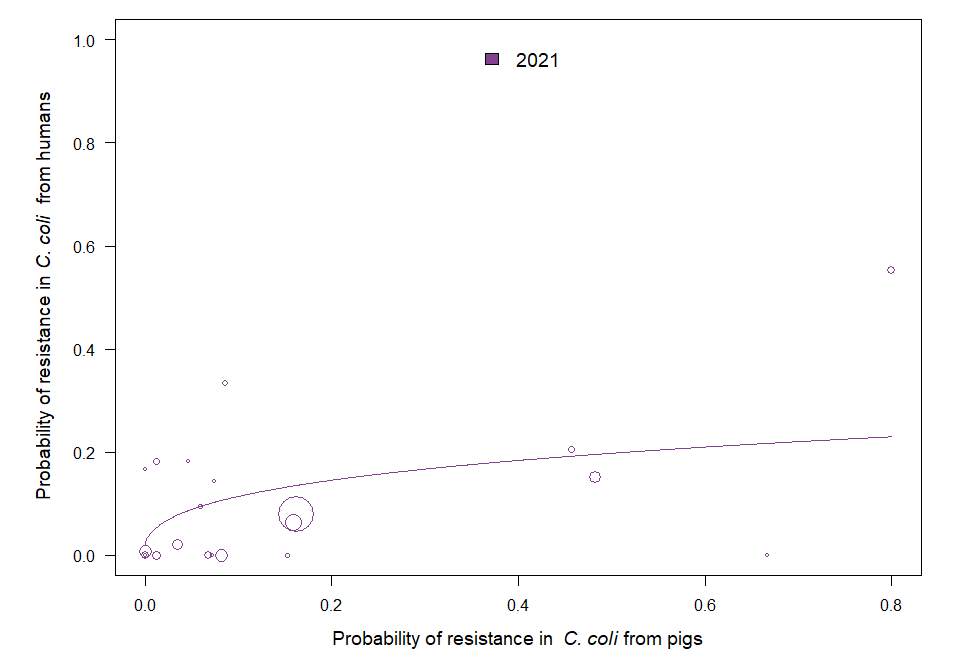 2021
1.0
0.8
0.6
0.4
0.2
0.0
Probability of resistance in C. coli from humans
0.0 0.2 0.4 0.6 0.8
Probability of resistance in C. coli from pigs